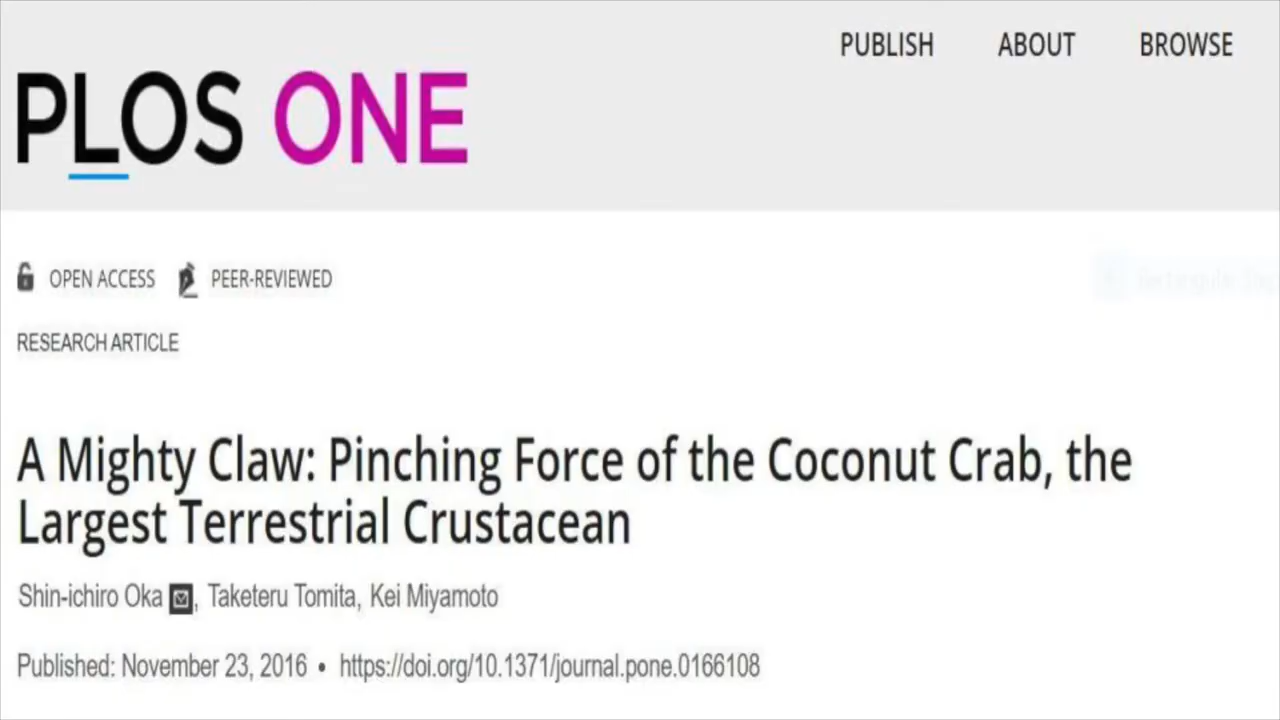 PUBLISH ABOUT BROWSE
PLOS ONE
OPEN ACCESS PEER-REVIEWED
RESEARCH ARTICLE
A Mighty Claw: Pinching Force of the Coconut Crab, the
Largest Terrestrial Crustacean
Shin-ichiro Oka , Taketeru Tomita, Kei Miyamoto
Published: November 23, 2016 • https://doi.org/10.1371/journal.pone.0166108